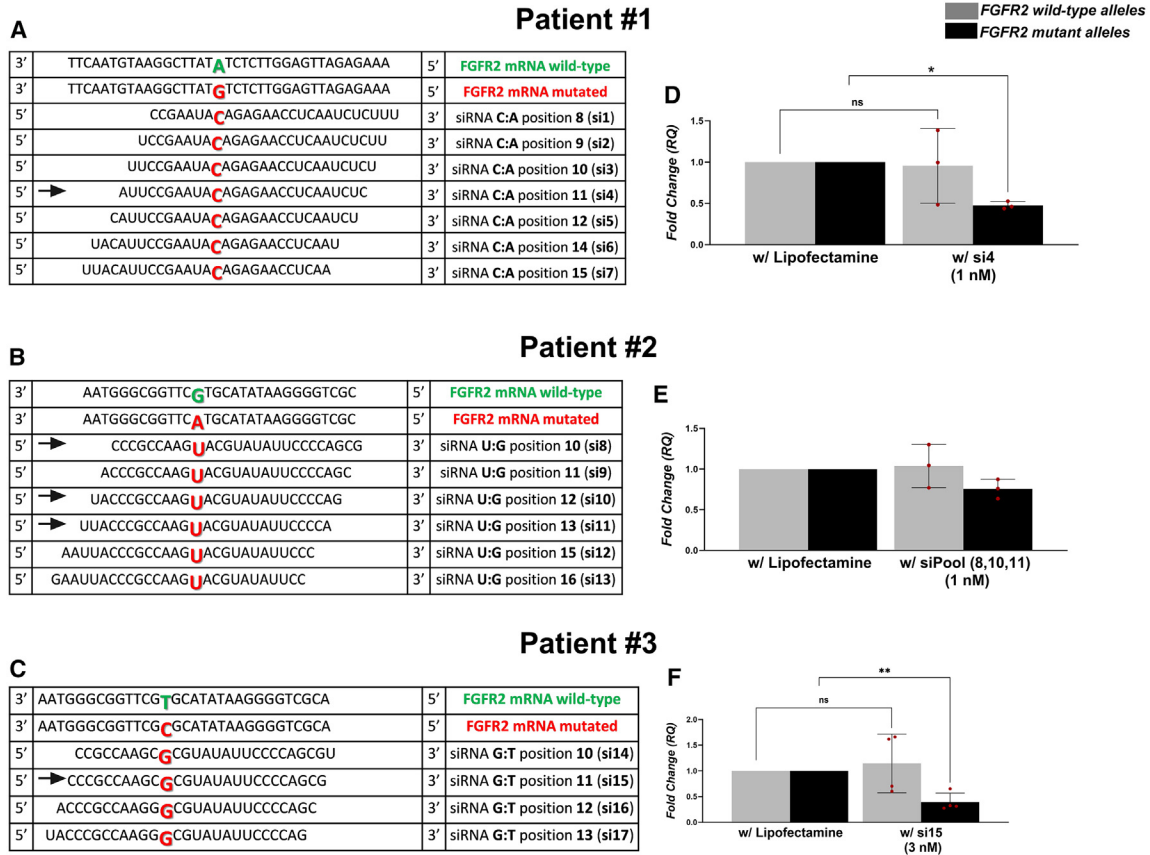 Patient #1
FGFR2 wild-type alleles
FGFR2 mutant alleles
A
3’ TTCAATGTAAGGCTTATATCTCTTGGAGTTAGAGAAA 5’ FGFR2 mRNA wild-type
3’ TTCAATGTAAGGCTTATGTCTCTTGGAGTTAGAGAAA 5’ FGFR2 mRNA mutated
5’ CCGAAUACAGAGAACCUCAAUCUCUUU 3’ siRNA C:A position 8 (si1)
5’ UCCGAAUACAGAGAACCUCAAUCUCUU 3’ siRNA C:A position 9 (si2)
5’ UUCCGAAUACAGAGAACCUCAAUCUCU 3’ siRNA C:A position 10 (si3)
5’ AUUCCGAAUACAGAGAACCUCAAUCUC 3’ siRNA C:A position 11 (si4)
5’ CAUUCCGAAUACAGAGAACCUCAAUCU 3’ siRNA C:A position 12 (si5)
5’ UACAUUCCGAAUACAGAGAACCUCAAU 3’ siRNA C:A position 14 (si6)
5’ UUACAUUCCGAAUACAGAGAACCUCAA 3’ siRNA C:A position 15 (si7)
D
*
ns
Fold Change (RQ)
1.5
1.0
0.5
0.0
w/ Lipofectamine
w/ si4
(1 nM)
Patient #2
B
3’ AATGGGCGGTTCGTGCATATAAGGGGTCGC 5’ FGFR2 mRNA wild-type
3’ AATGGGCGGTTCATGCATATAAGGGGTCGC 5’ FGFR2 mRNA mutated
5’ CCCGCCAAGUACGUAUAUUCCCCAGCG 3’ siRNA U:G position 10 (si8)
5’ ACCCGCCAAGUACGUAUAUUCCCCAGC 3’ siRNA U:G position 11 (si9)
5’ UACCCGCCAAGUACGUAUAUUCCCCAG 3’ siRNA U:G position 12 (si10)
5’ UUACCCGCCAAGUACGUAUAUUCCCCA 3’ siRNA U:G position 13 (si11)
5’ AAUUACCCGCCAAGUACGUAUAUUCCC 3’ siRNA U:G position 15 (si12)
5’ GAAUUACCCGCCAAGUACGUAUAUUCC 3’ siRNA U:G position 16 (si13)
E
Fold Change (RQ)
1.5
1.0
0.5
0.0
w/ Lipofectamine
w/ siPool (8,10,11)
(1 nM)
Patient #3
C
3’ AATGGGCGGTTCGTGCATATAAGGGGTCGCA 5’ FGFR2 mRNA wild-type
3’ AATGGGCGGTTCGCGCATATAAGGGGTCGCA 5’ FGFR2 mRNA mutated
5’ CCGCCAAGCGCGUAUAUUCCCCAGCGU 3’ siRNA G:T position 10 (si14)
5’ CCCGCCAAGCGCGUAUAUUCCCCAGCG 3’ siRNA G:T position 11 (si15)
5’ ACCCGCCAAGGGCGUAUAUUCCCCAGC 3’ siRNA G:T position 12 (si16)
5’ UACCCGCCAAGGGCGUAUAUUCCCCAG 3’ siRNA G:T position 13 (si17)
F
**
ns
Fold Change (RQ)
2.0
1.5
1.0
0.5
0.0
w/ Lipofectamine
w/ si15
(3 nM)